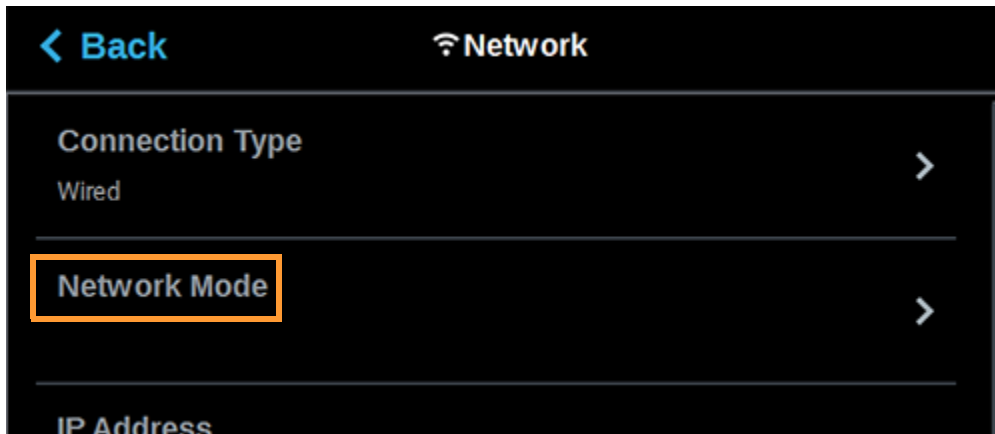 Back
Network
Connection Type
Wired
Network Mode
IP Address